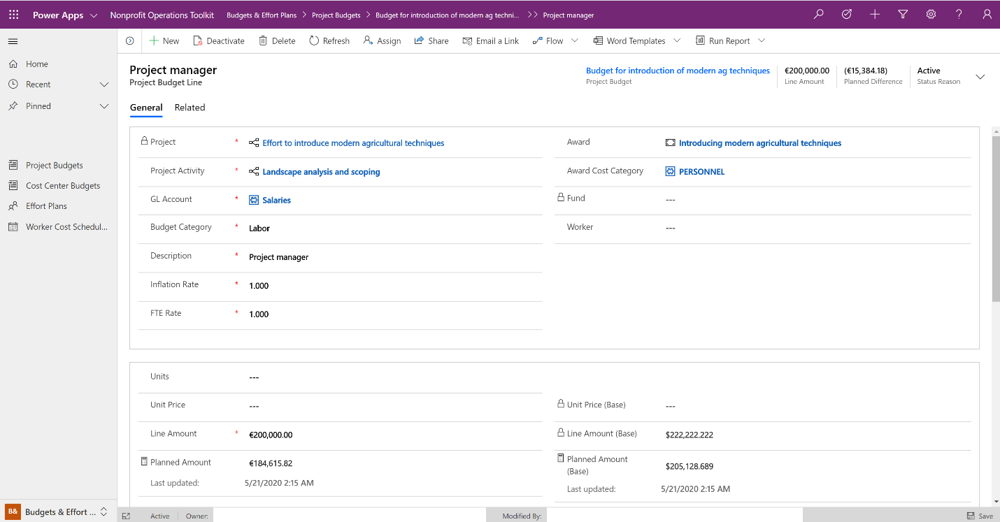 Power Apps Nonprofit Operations Toolkit Budgets & Effort Plans Project Budgets Budget for introduction of modern ag techni... Project manager
New Deactivate Delete Refresh Assign Share Email a Link Flow Word Templates Run Report
Home
Recent
Pinned
Project Budgets
Cost Center Budgets
Effort Plans
Worker Cost Schedul...
B& Budgets & Effort ...
Project manager
Project Budget Line
Budget for introduction of modern ag techniques
Project Budget
€200,000.00
Line Amount
(€15,384.18)
Planned Difference
Active
Status Reason
General Related
Project * Effort to introduce modern agricultural techniques
Project Activity * Landscape analysis and scoping
GL Account * Salaries
Budget Category * Labor
Description * Project manager
Inflation Rate * 1.000
FTE Rate * 1.000
Award Introducing modern agricultural techniques
Award Cost Category PERSONNEL
Fund ---
Worker ---
Units ---
Unit Price ---
Line Amount * €200,000.00
Planned Amount €184,615.82
Last updated: 5/21/2020 2:15 AM
Unit Price (Base) ---
Line Amount (Base) $222,222.222
Planned Amount
(Base) $205,128.689
Last updated: 5/21/2020 2:15 AM
Active Owner: Modified By: Save